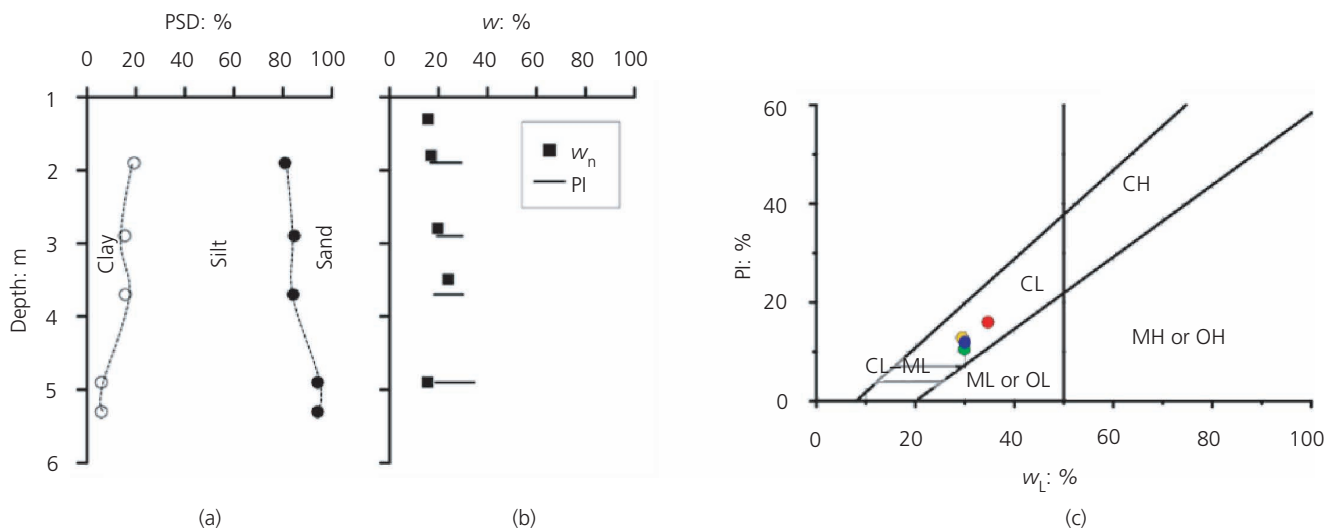 PSD: %
0 20 40 60 80 100
Depth: m
1
2
3
4
5
6
Clay
Silt
Sand
(a)
w: %
0 20 40 60 80 100
wn
PI
(b)
PI: %
60
40
20
0
CH
CL
CL–ML
ML or OL
MH or OH
0 20 40 60 80 100
wL: %
(c)